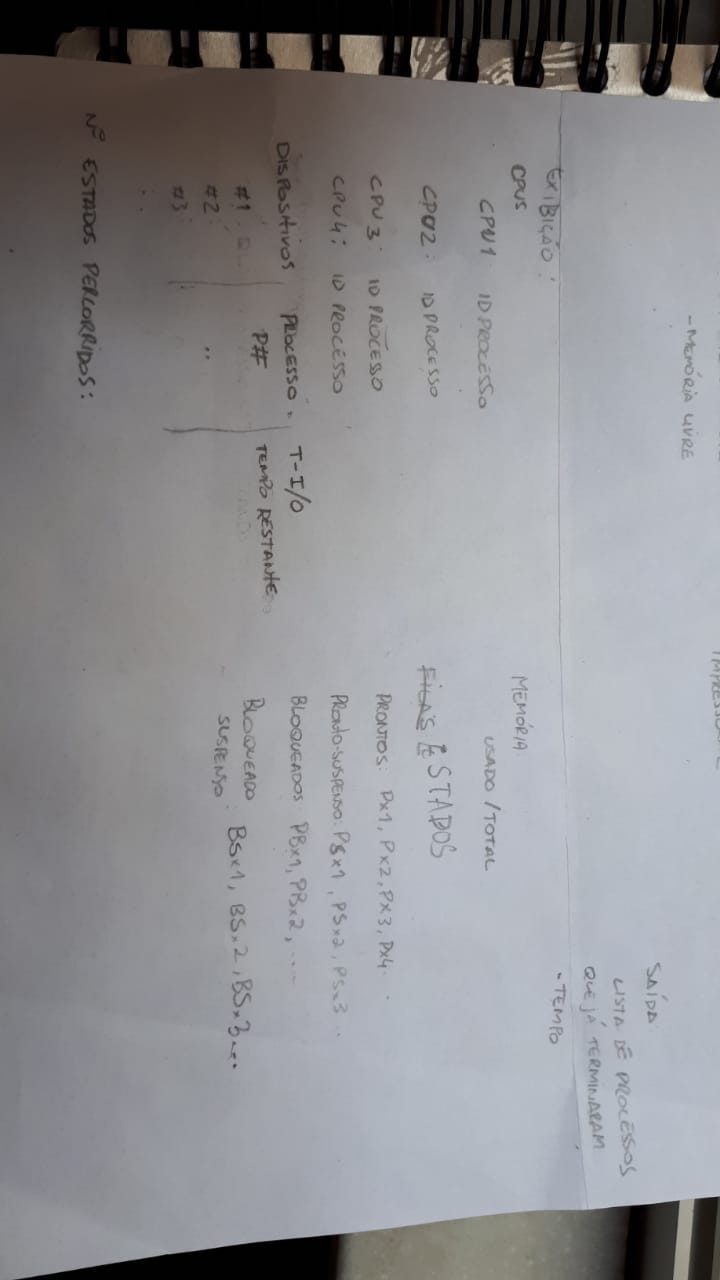 - MEMÓRIA LIVRE
SAÍDA
LISTA DE PROCESSOS
QUE JÁ TERMINARAM
- TEMPO
EXIBIÇÃO:
CPUS
CPU1 ID PROCESSO
CPU2: ID PROCESSO
CPU3: ID PROCESSO
CPU4: ID PROCESSO
DISPOSITIVOS PROCESSO. T-I/O
P# TEMPO RESTANTE
#1
#2 ..
#3
...
Nº ESTADOS PERCORRIDOS:
MEMÓRIA
USADO / TOTAL
FILAS ESTADOS
PRONTOS: Px1, Px2, Px3, Px4..
PRONTO-SUSPENSO: PSx1, PSx2, PSx3...
BLOQUEADOS PBx1, PBx2, ....
BLOQUEADO
SUSPENSO: BSx1, BSx2, BSx3...